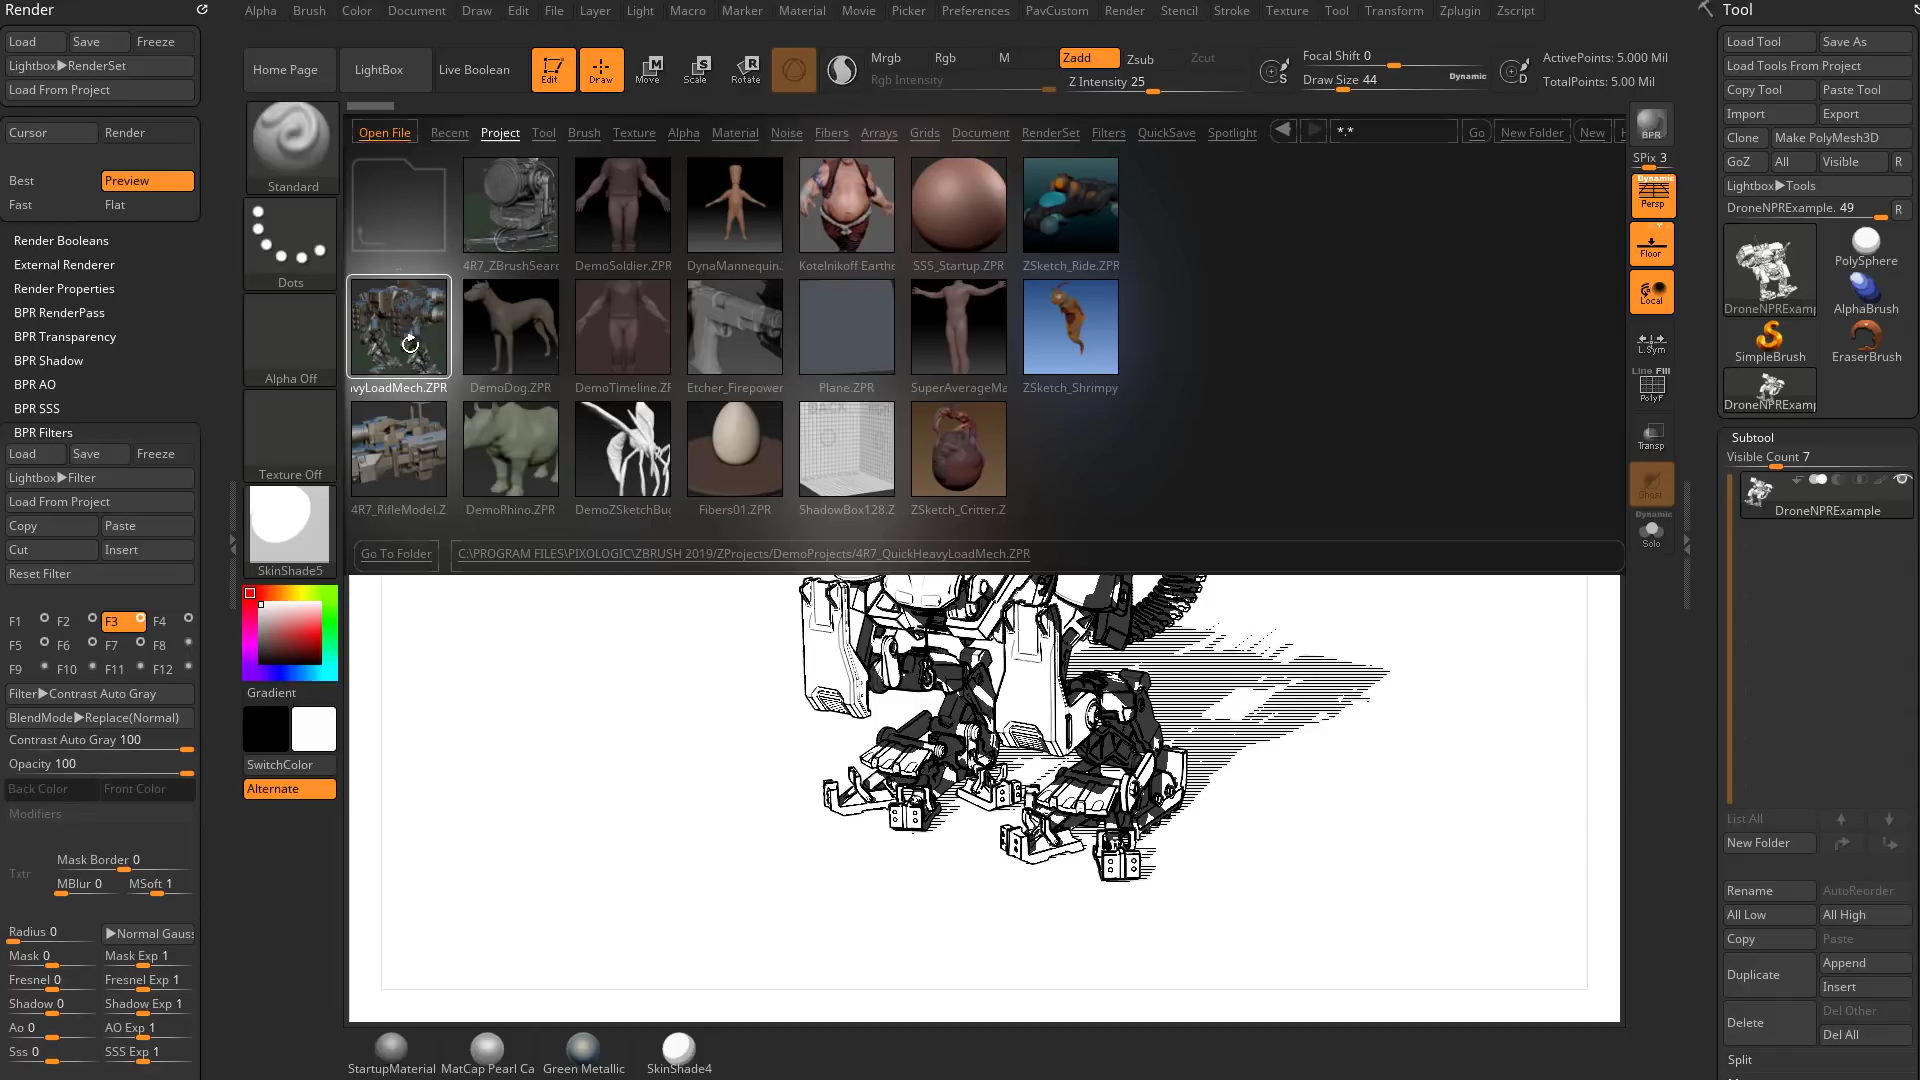 Render
Alpha Brush Color Document Draw Edit File Layer Light Macro Marker Material Movie Picker Preferences PavCustom Render Stencil Stroke Texture Tool Transform Zplugin Zscript
Tool
Load Save Freeze
Lightbox▶RenderSet
Load From Project
Cursor Render
Best Preview
Fast Flat
Render Booleans
External Renderer
Render Properties
BPR RenderPass
BPR Transparency
BPR Shadow
BPR AO
BPR SSS
BPR Filters
Load Save Freeze
Lightbox▶Filter
Load From Project
Copy Paste
Cut Insert
Reset Filter
F1 F2 F3 F4
F5 F6 F7 F8
F9 F10 F11 F12
Filter▶Contrast Auto Gray
BlendMode▶Replace(Normal)
Contrast Auto Gray 100
Opacity 100
Back Color Front Color
Modifiers
Mask Border 0
Txtr
MBlur 0 MSoft 1
Radius 0 ▶Normal Gauss
Mask 0 Mask Exp 1
Fresnel 0 Fresnel Exp 1
Shadow 0 Shadow Exp 1
Ao 0 AO Exp 1
Sss 0 SSS Exp 1
Home Page LightBox Live Boolean Edit Draw Move Scale Rotate
Mrgb Rgb M Zadd Zsub Zcut
Rgb Intensity Z Intensity 25
Focal Shift 0
Draw Size 44 Dynamic
ActivePoints: 5.000 Mil
TotalPoints: 5.00 Mil
Standard
Dots
Alpha Off
Texture Off
SkinShade5
Gradient
SwitchColor
Alternate
Open File Recent Project Tool Brush Texture Alpha Material Noise Fibers Arrays Grids Document RenderSet Filters QuickSave Spotlight *.* Go New Folder New H
..
4R7_ZBrushSearc DemoSoldier.ZPR DynaMannequin. Kotelnikoff Earthc SSS_Startup.ZPR ZSketch_Ride.ZPR
vyLoadMech.ZPR DemoDog.ZPR DemoTimeline.ZF Etcher_Firepower Plane.ZPR SuperAverageMa ZSketch_Shrimpy
4R7_RifleModel.Z DemoRhino.ZPR DemoZSketchBug Fibers01.ZPR ShadowBox128.Z ZSketch_Critter.Z
Go To Folder C:\PROGRAM FILES\PIXOLOGIC\ZBRUSH 2019/ZProjects/DemoProjects/4R7_QuickHeavyLoadMech.ZPR
StartupMaterial MatCap Pearl Ca Green Metallic SkinShade4
BPR
SPix 3
Dynamic
Persp
Floor
Local
L.Sym
Line Fill
PolyF
Transp
Ghost
Dynamic
Solo
Load Tool Save As
Load Tools From Project
Copy Tool Paste Tool
Import Export
Clone Make PolyMesh3D
GoZ All Visible R
Lightbox▶Tools
DroneNPRExample. 49 R
DroneNPRExamp PolySphere
AlphaBrush
SimpleBrush EraserBrush
DroneNPRExamp
Subtool
Visible Count 7
DroneNPRExample
List All
New Folder
Rename AutoReorder
All Low All High
Copy Paste
Duplicate Append
Insert
Delete Del Other
Del All
Split